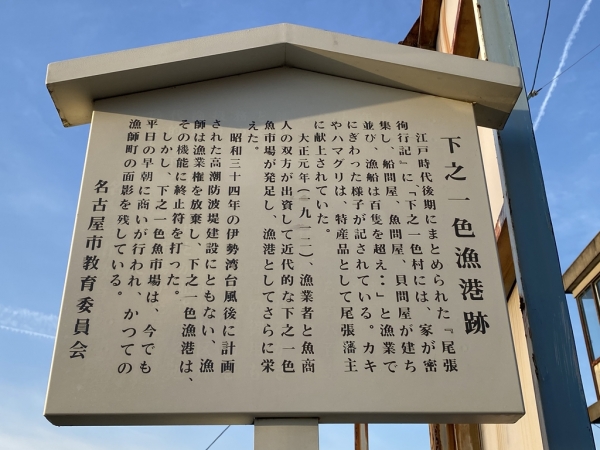 下之一色漁港跡
江戸時代後期にまとめられた『尾張
徇行記』に「下之一色村には、家が密
集し、船問屋、魚問屋、貝問屋が建ち
並び、漁船は百隻を超え・・」と漁業で
にぎわった様子が記されている。カキ
やハマグリは、特産品として尾張藩主
に献上されていた。
大正元年(一九一二)、漁業者と魚商
人の双方が出資して近代的な下之一色
魚市場が発足し、漁港としてさらに栄
えた。
昭和三十四年の伊勢湾台風後に計画
された高潮防波堤建設にともない、漁
師は漁業権を放棄し、下之一色漁港は、
その機能に終止符を打った。
しかし、下之一色魚市場は、今でも
平日の早朝に商いが行われ、かつての
漁師町の面影を残している。
名古屋市教育委員会